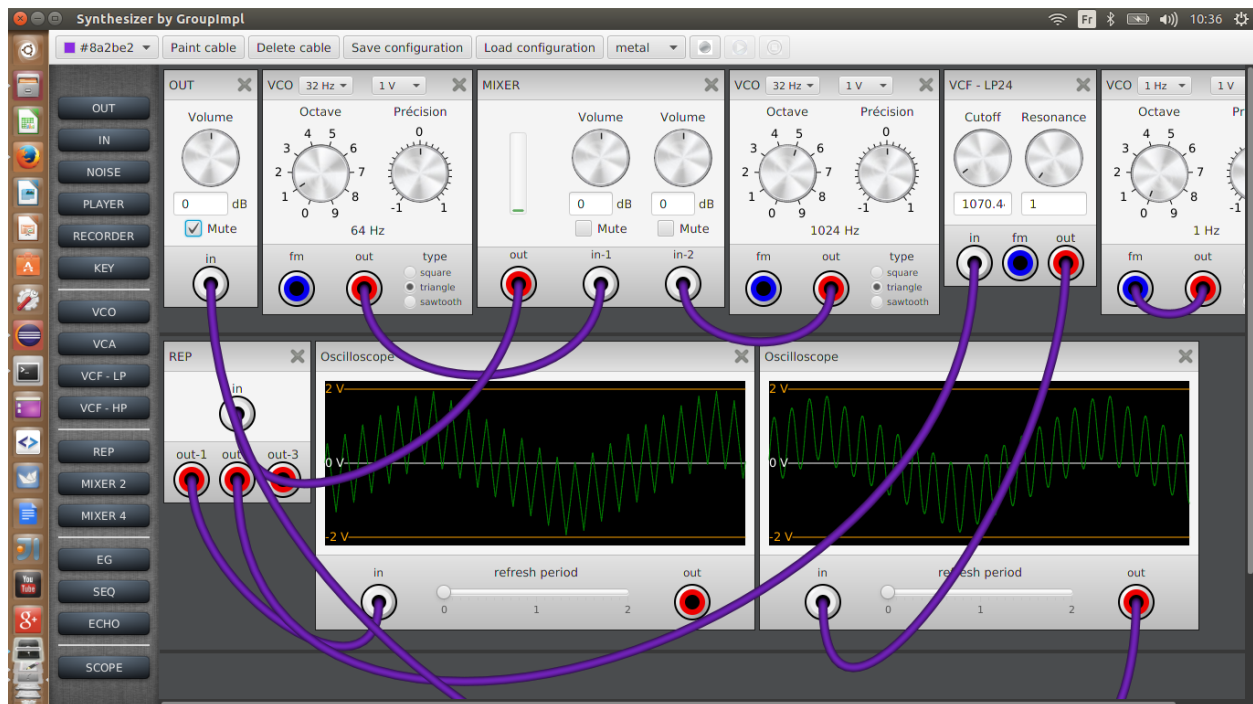 Synthesizer by GroupImpl
Fr 10:36
#8a2be2 Paint cable Delete cable Save configuration Load configuration metal
OUT
IN
NOISE
PLAYER
RECORDER
KEY
VCO
VCA
VCF - LP
VCF - HP
REP
MIXER 2
MIXER 4
EG
SEQ
ECHO
SCOPE
OUT
Volume
0 dB
Mute
in
VCO 32 Hz 1 V
Octave Précision
0 1 2 3 4 5 6 7 8 9
0
-1 1
64 Hz
fm out type
square
triangle
sawtooth
MIXER
Volume Volume
0 dB 0 dB
Mute Mute
out in-1 in-2
VCO 32 Hz 1 V
Octave Précision
0 1 2 3 4 5 6 7 8 9
0
-1 1
1024 Hz
fm out type
square
triangle
sawtooth
VCF - LP24
Cutoff Resonance
1070.4 1
in fm out
VCO 1 Hz 1 V
Octave Pr
0 1 2 3 4 5 6 7 8 9
-1
1 Hz
fm out
REP
in
out-1 out out-3
Oscilloscope
2 V
0 V
-2 V
in refresh period out
0 1 2
Oscilloscope
2 V
0 V
-2 V
in refresh period out
0 1 2
You
Tube
8+